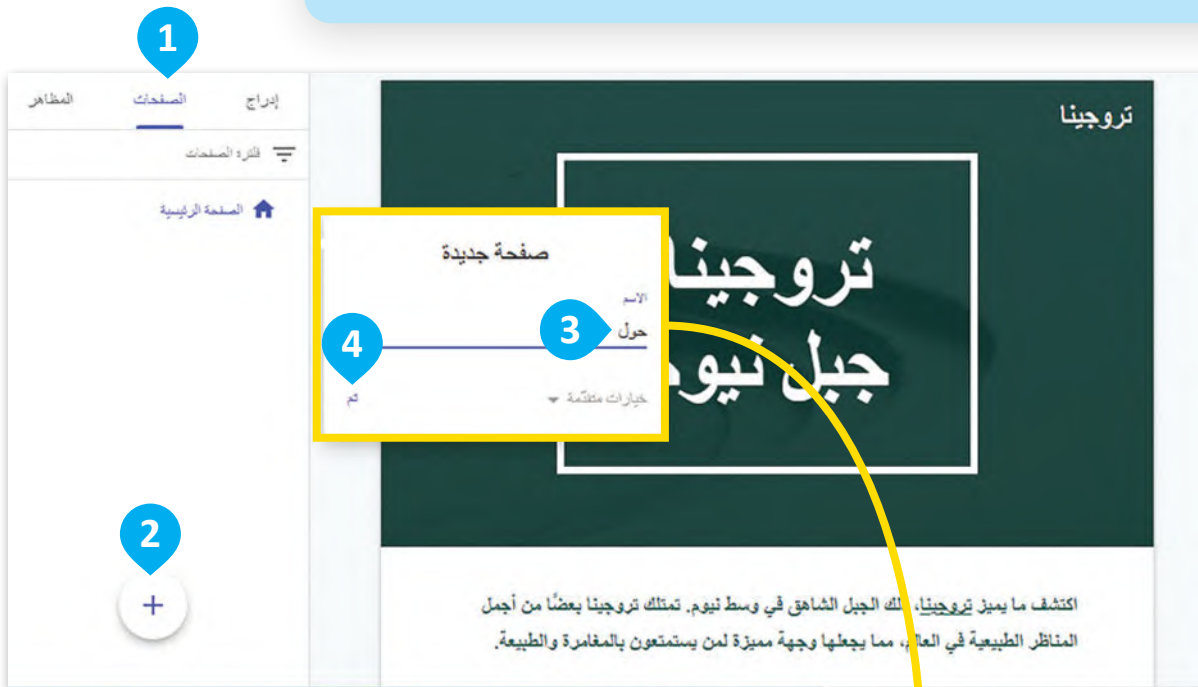 1
إدراج
الصفحات
المظاهر
فلترة الصفحات
الصفحة الرئيسية
2
+
صفحة جديدة
الاسم
حول
3
4
خيارات متقدّمة
تم
تروجينا
تروجينا
جبل نيوم
اكتشف ما يميز تروجينا، ذلك الجبل الشاهق في وسط نيوم. تمتلك تروجينا بعضًا من أجمل
المناظر الطبيعية في العالم، مما يجعلها وجهة مميزة لمن يستمتعون بالمغامرة والطبيعة.